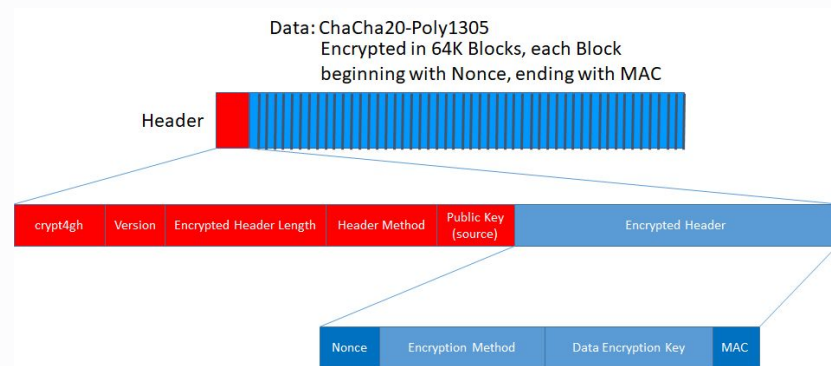 Data: ChaCha20-Poly1305
Encrypted in 64K Blocks, each Block
beginning with Nonce, ending with MAC
Header
crypt4gh
Version
Encrypted Header Length
Header Method
Public Key
(source)
Encrypted Header
Nonce
Encryption Method
Data Encryption Key
MAC